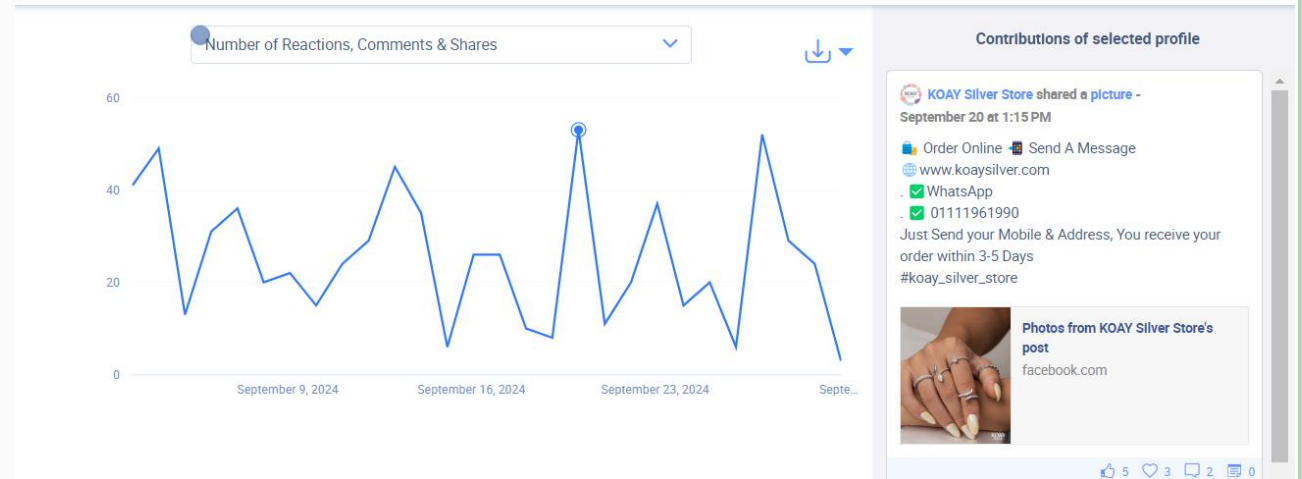 Number of Reactions, Comments & Shares
60
40
20
0
September 9, 2024
September 16, 2024
September 23, 2024
Septe...
Contributions of selected profile
KOAY Silver Store shared a picture -
September 20 at 1:15 PM
Order Online Send A Message
www.koaysilver.com
. ✅ WhatsApp
. ✅ 01111961990
Just Send your Mobile & Address, You receive your
order within 3-5 Days
#koay_silver_store
Photos from KOAY Silver Store's
post
facebook.com
5 3 2 0